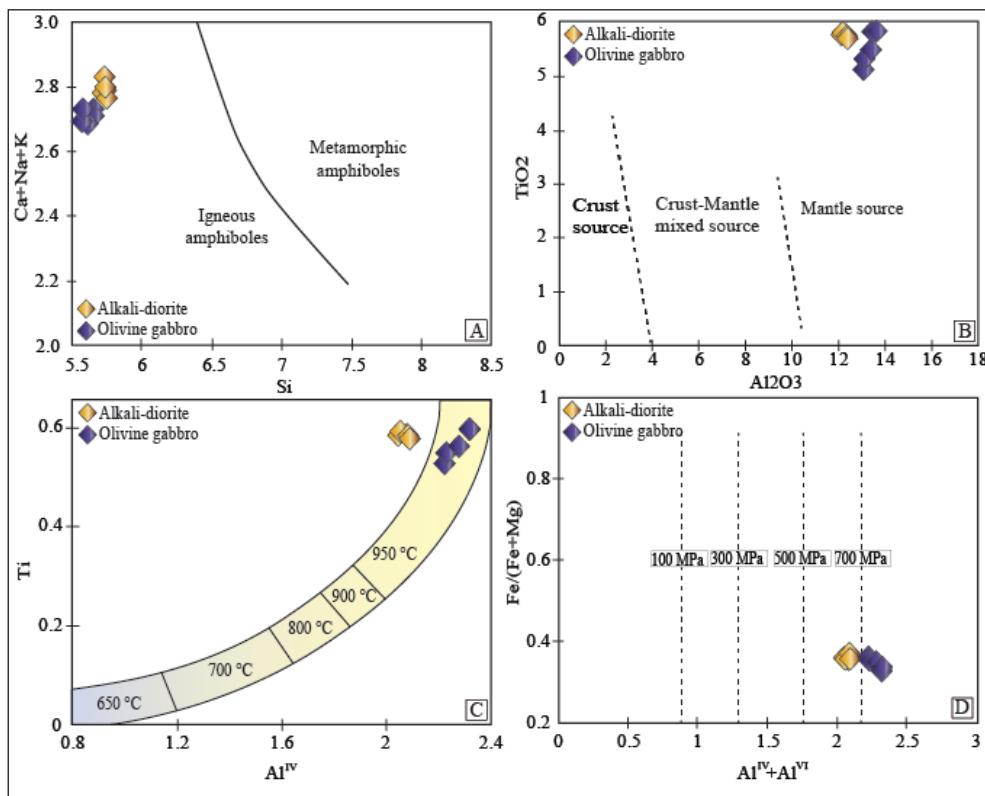 3.0
2.8
2.6
2.4
2.2
2.0
Ca+Na+K
Metamorphic
amphiboles
Igneous
amphiboles
Alkali-diorite
Olivine gabbro
A
5.5
6
6.5
7
7.5
8
8.5
Si
6
5
4
3
2
1
0
TiO2
Alkali-diorite
Olivine gabbro
Crust
source
Crust-Mantle
mixed source
Mantle source
B
0
2
4
6
8
10
12
14
16
18
Al2O3
0.6
0.4
0.2
0
Ti
Alkali-diorite
Olivine gabbro
950 °C
900 °C
800 °C
700 °C
650 °C
C
0.8
1.2
1.6
2
2.4
Al^IV
1
0.8
0.6
0.4
0.2
Fe/(Fe+Mg)
Alkali-diorite
Olivine gabbro
100 MPa
300 MPa
500 MPa
700 MPa
D
0
0.5
1
1.5
2
2.5
3
Al^IV+Al^VI